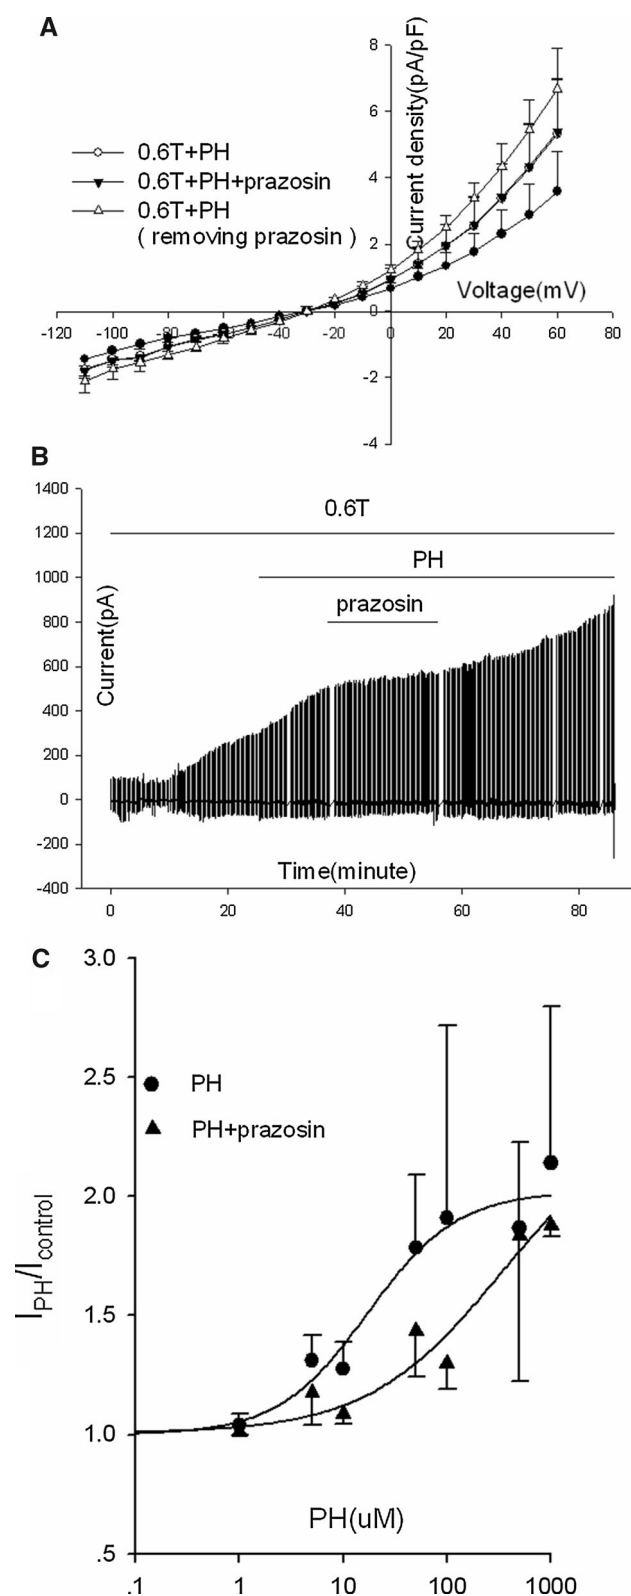 A
8
6
4
2
0
-2
-4
Current density(pA/pF)
0.6T+PH
0.6T+PH+prazosin
0.6T+PH
( removing prazosin )
Voltage(mV)
-120 -100 -80 -60 -40 -20 0 20 40 60 80
B
1400
1200
1000
800
600
400
200
0
-200
-400
Current(pA)
0.6T
PH
prazosin
Time(minute)
0 20 40 60 80
C
3.0
2.5
2.0
1.5
1.0
.5
IPH/Icontrol
PH
PH+prazosin
PH(uM)
.1 1 10 100 1000